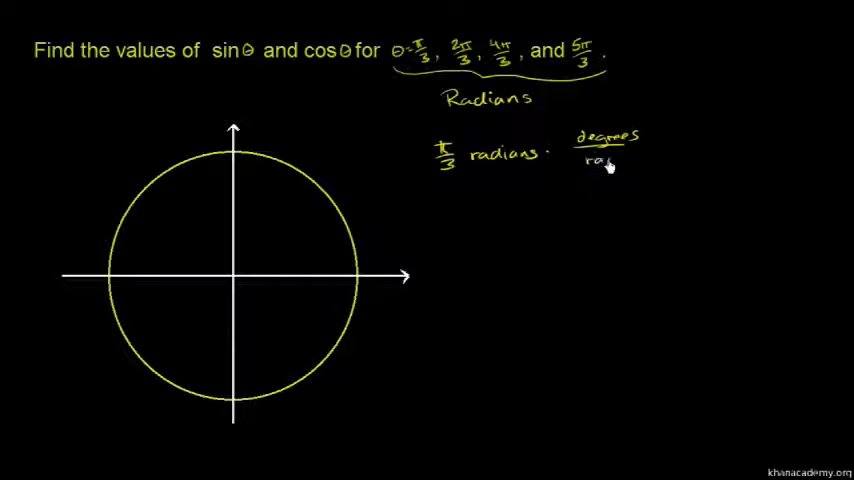 Find the values of sinθ and cosθ for θ=π/3, 2π/3, 4π/3, and 5π/3.
Radians
π/3 radians · degrees/ra
khanacademy.org